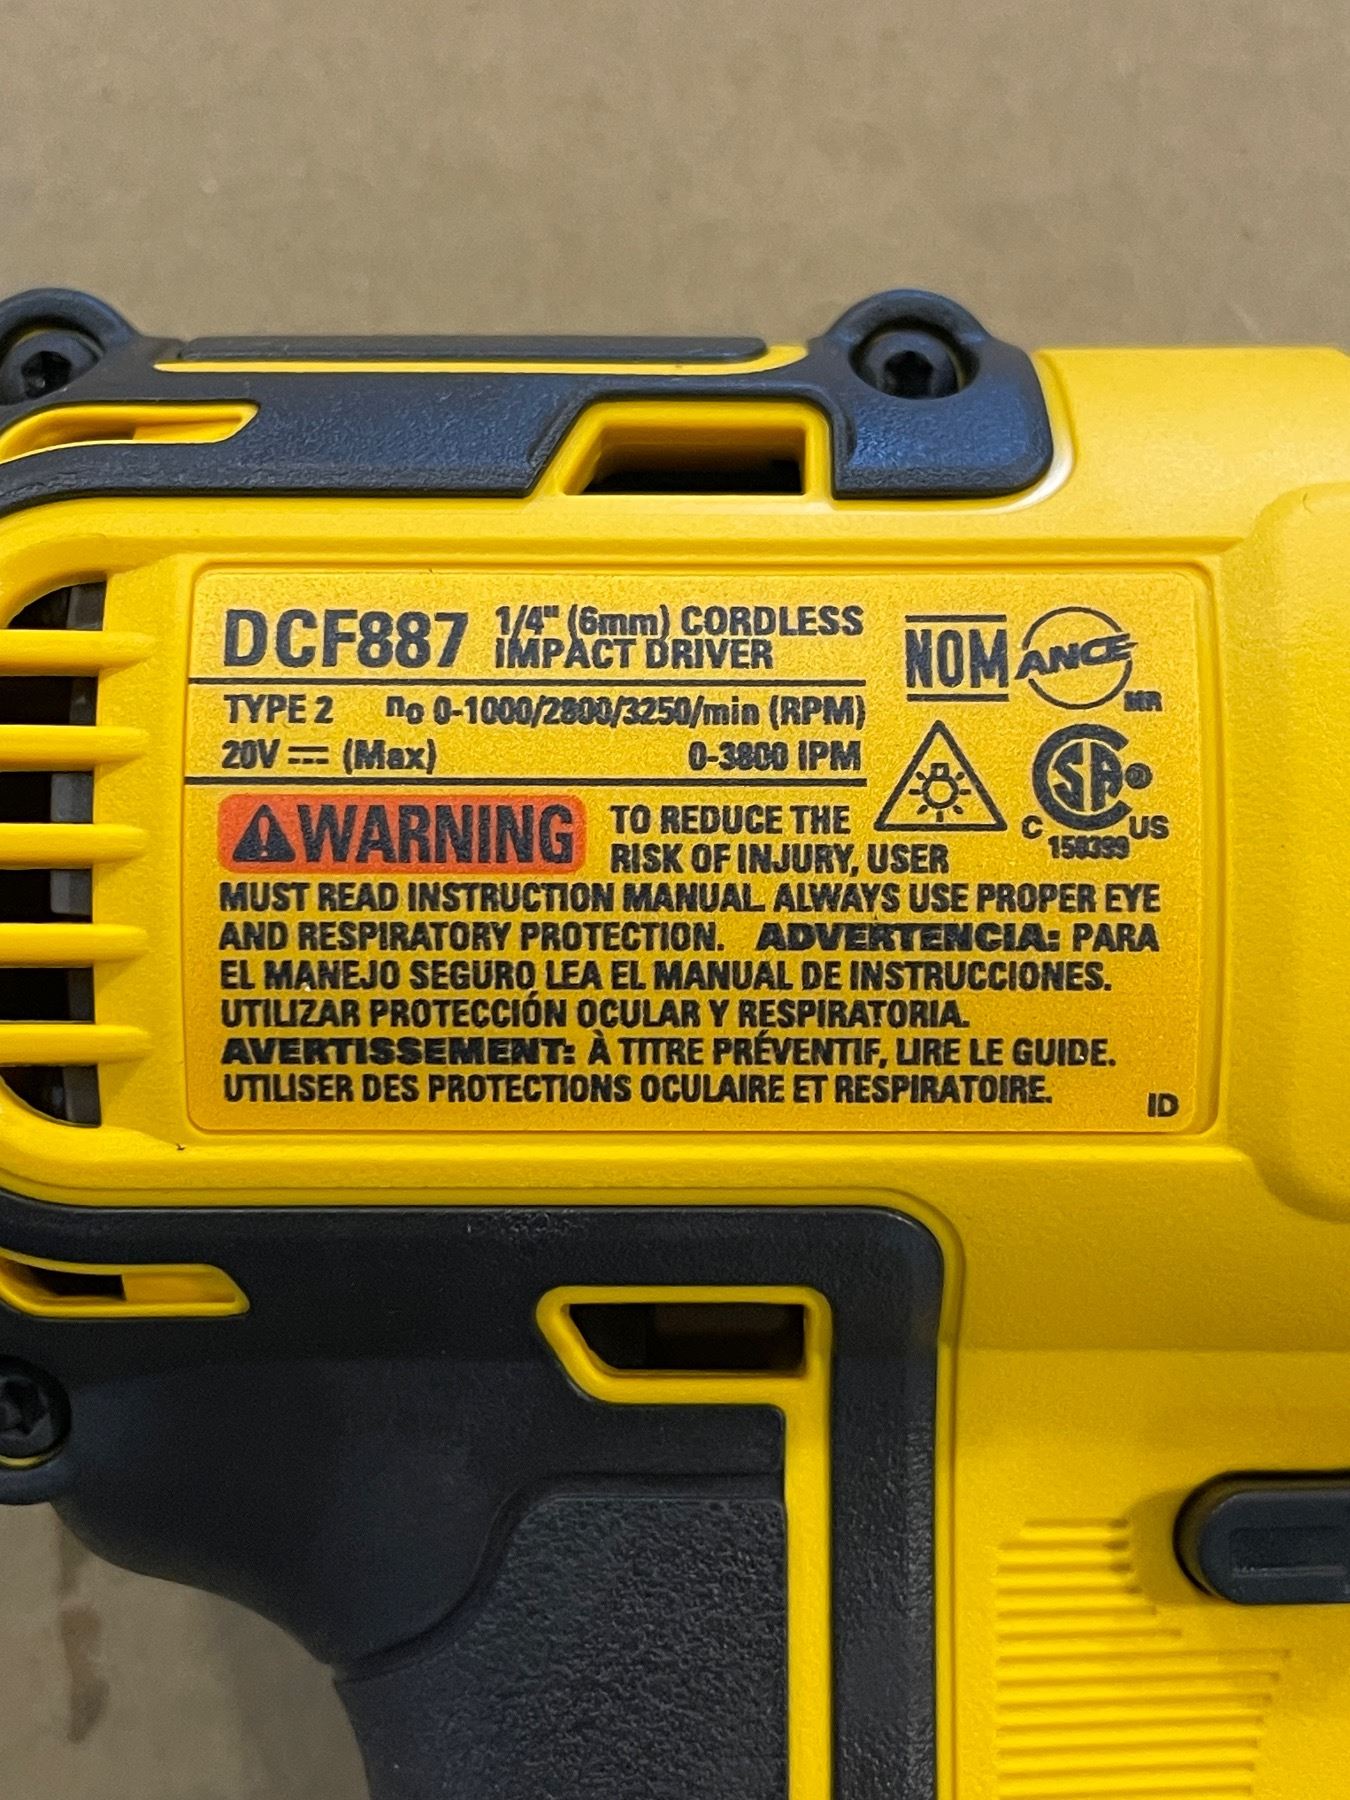 DCF887 1/4" (6mm) CORDLESS
IMPACT DRIVER
TYPE 2 no 0-1000/2800/3250/min (RPM)
20V ⎓ (Max) 0-3800 IPM
NOM ANCE MR
CSA ®
C US
⚠WARNING TO REDUCE THE
RISK OF INJURY, USER
MUST READ INSTRUCTION MANUAL. ALWAYS USE PROPER EYE
AND RESPIRATORY PROTECTION. ADVERTENCIA: PARA
EL MANEJO SEGURO LEA EL MANUAL DE INSTRUCCIONES.
UTILIZAR PROTECCIÓN OCULAR Y RESPIRATORIA.
AVERTISSEMENT: À TITRE PRÉVENTIF, LIRE LE GUIDE.
UTILISER DES PROTECTIONS OCULAIRE ET RESPIRATOIRE.
ID